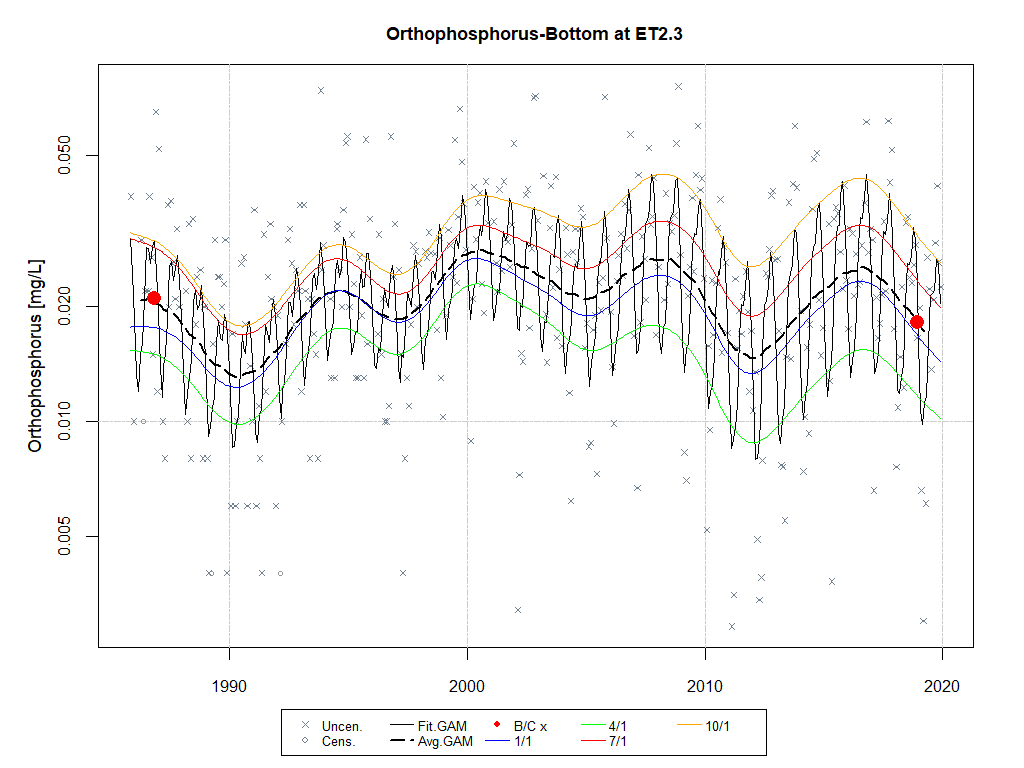 Orthophosphorus-Bottom at ET2.3
Orthophosphorus [mg/L]
0.050
0.020
0.010
0.005
1990 2000 2010 2020
Uncen. Fit.GAM B/C x 4/1 10/1
Cens. Avg.GAM 1/1 7/1